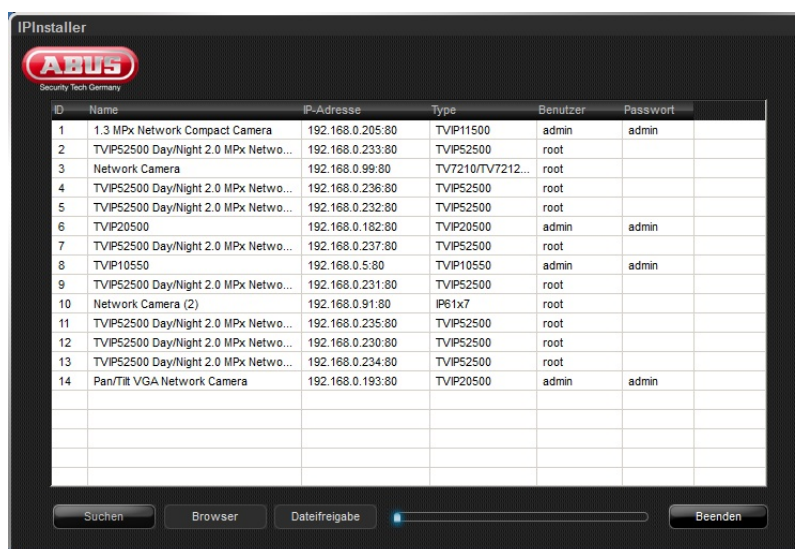 IPInstaller
ABUS
Security Tech Germany
ID Name IP-Adresse Type Benutzer Passwort
1 1.3 MPx Network Compact Camera 192.168.0.205:80 TVIP11500 admin admin
2 TVIP52500 Day/Night 2.0 MPx Netwo... 192.168.0.233:80 TVIP52500 root
3 Network Camera 192.168.0.99:80 TV7210/TV7212... root
4 TVIP52500 Day/Night 2.0 MPx Netwo... 192.168.0.236:80 TVIP52500 root
5 TVIP52500 Day/Night 2.0 MPx Netwo... 192.168.0.232:80 TVIP52500 root
6 TVIP20500 192.168.0.182:80 TVIP20500 admin admin
7 TVIP52500 Day/Night 2.0 MPx Netwo... 192.168.0.237:80 TVIP52500 root
8 TVIP10550 192.168.0.5:80 TVIP10550 admin admin
9 TVIP52500 Day/Night 2.0 MPx Netwo... 192.168.0.231:80 TVIP52500 root
10 Network Camera (2) 192.168.0.91:80 IP61x7 root
11 TVIP52500 Day/Night 2.0 MPx Netwo... 192.168.0.235:80 TVIP52500 root
12 TVIP52500 Day/Night 2.0 MPx Netwo... 192.168.0.230:80 TVIP52500 root
13 TVIP52500 Day/Night 2.0 MPx Netwo... 192.168.0.234:80 TVIP52500 root
14 Pan/Tilt VGA Network Camera 192.168.0.193:80 TVIP20500 admin admin
Suchen Browser Dateifreigabe Beenden